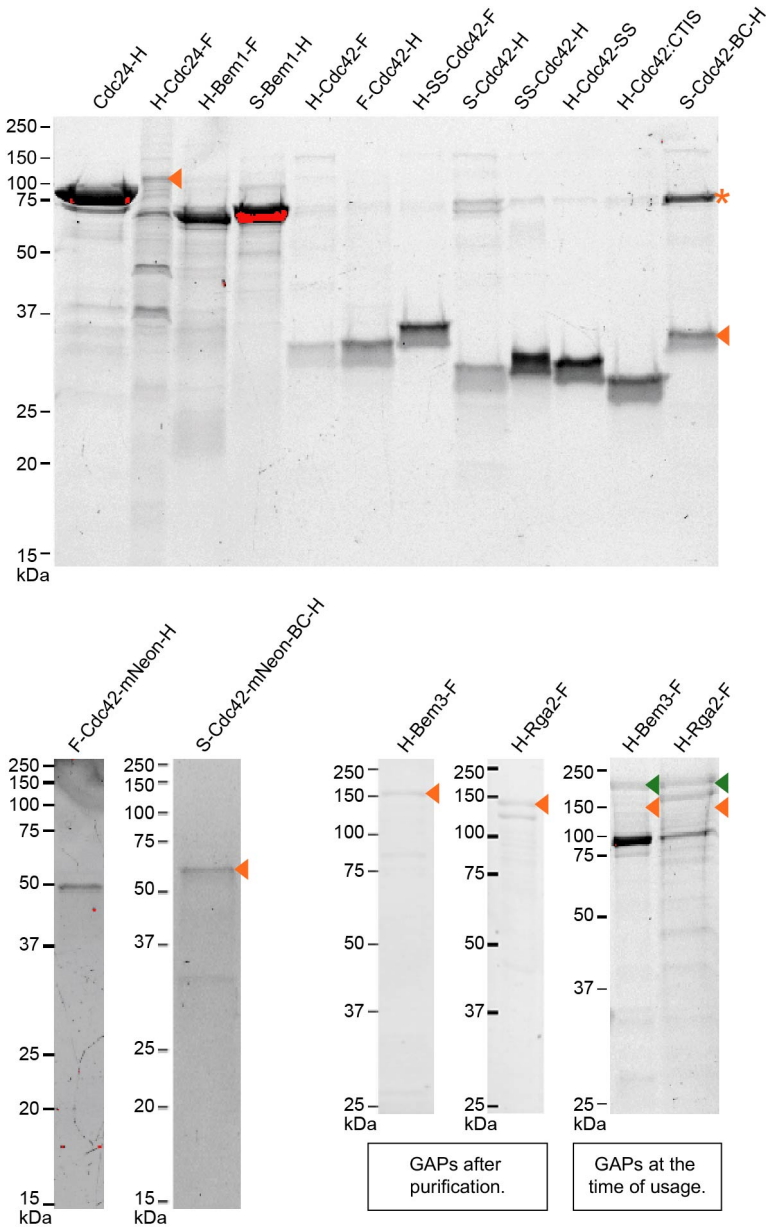 Cdc24-H
H-Cdc24-F
H-Bem1-F
S-Bem1-H
H-Cdc42-F
F-Cdc42-H
H-SS-Cdc42-F
S-Cdc42-H
SS-Cdc42-H
H-Cdc42-SS
H-Cdc42:CTIS
S-Cdc42-BC-H
250
150
100
75
*
50
37
25
20
15
kDa
F-Cdc42-mNeon-H
250
150
100
75
50
37
25
20
15
kDa
S-Cdc42-mNeon-BC-H
250
150
100
75
50
37
25
20
15
kDa
H-Bem3-F
250
150
100
75
50
37
25
kDa
H-Rga2-F
250
150
100
75
50
37
25
kDa
GAPs after
purification.
H-Bem3-F
H-Rga2-F
250
150
100
75
50
37
25
kDa
GAPs at the
time of usage.